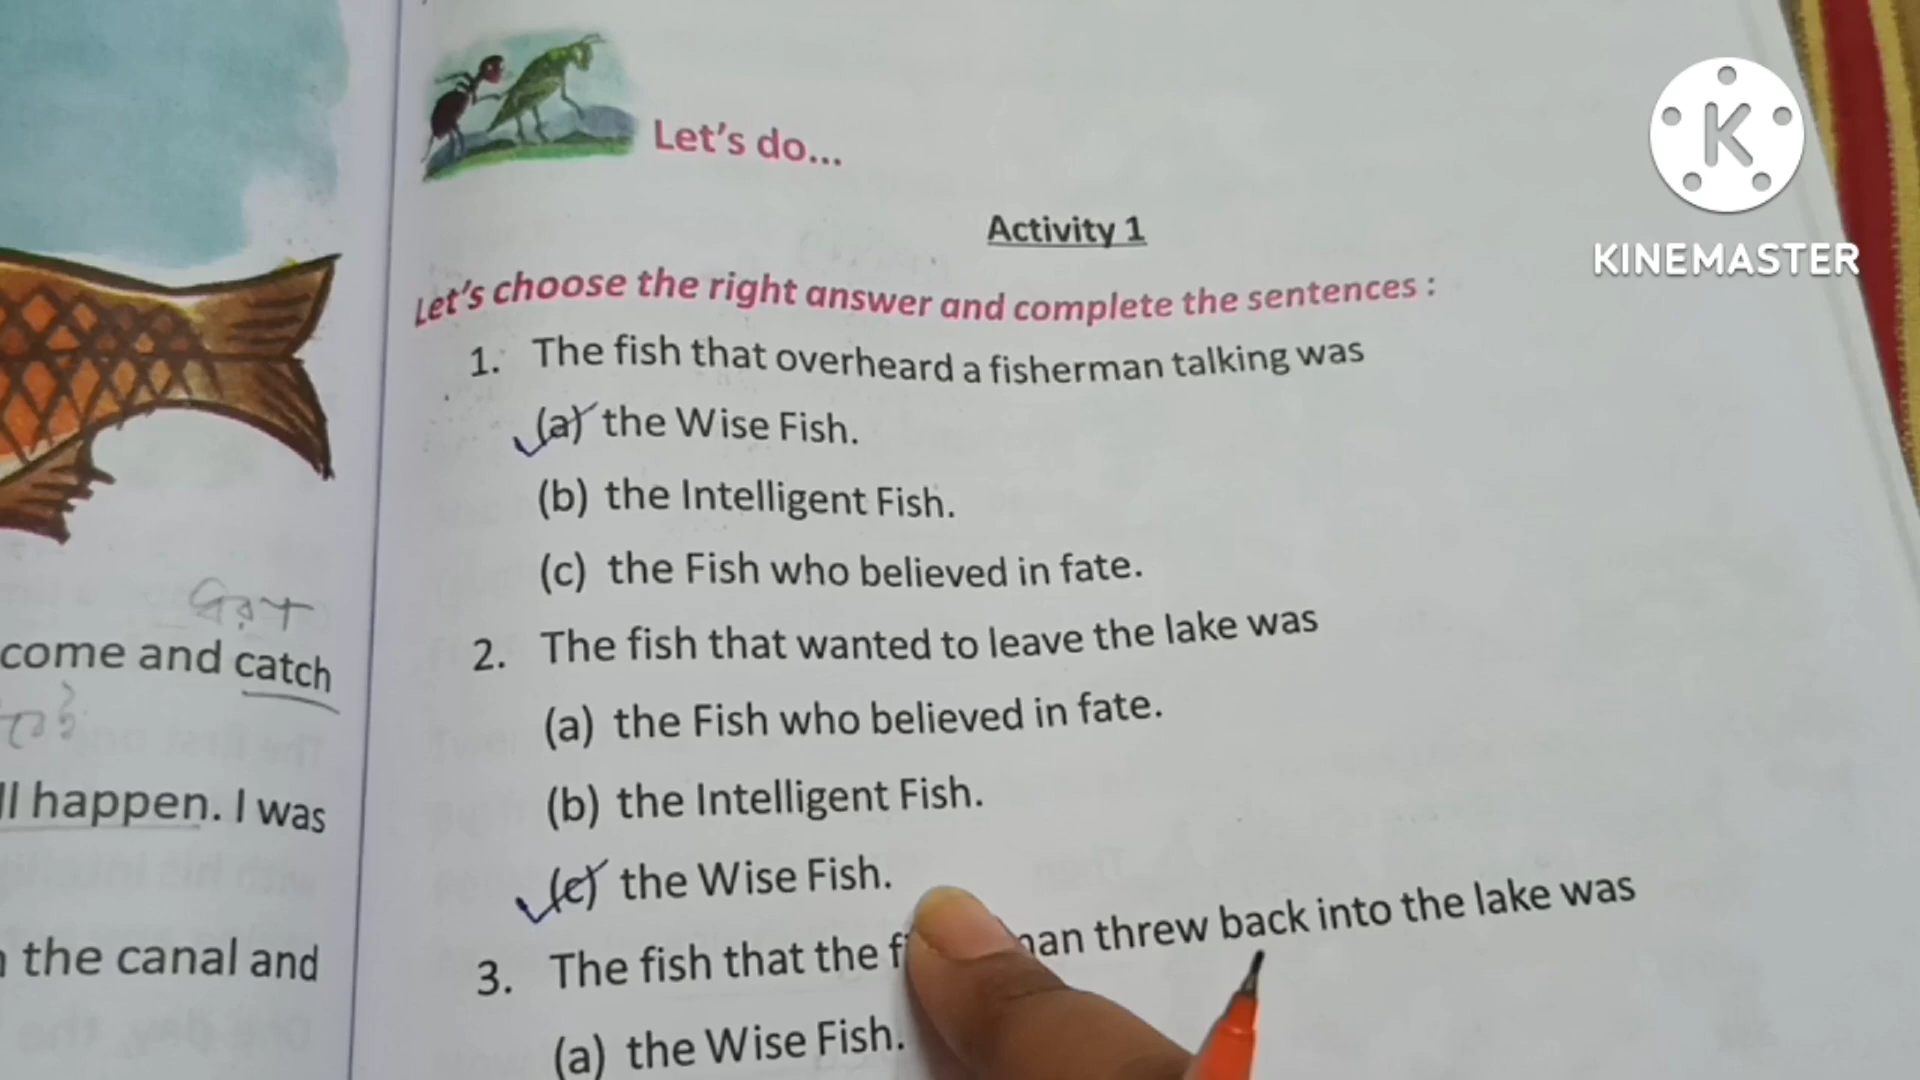 Let's do...
Activity 1
Let's choose the right answer and complete the sentences :
1. The fish that overheard a fisherman talking was
(a) the Wise Fish.
(b) the Intelligent Fish.
(c) the Fish who believed in fate.
2. The fish that wanted to leave the lake was
(a) the Fish who believed in fate.
(b) the Intelligent Fish.
(c) the Wise Fish.
3. The fish that the threw back into the lake was
(a) the Wise Fish.
come and catch
happen. I was
the canal and
KINEMASTER